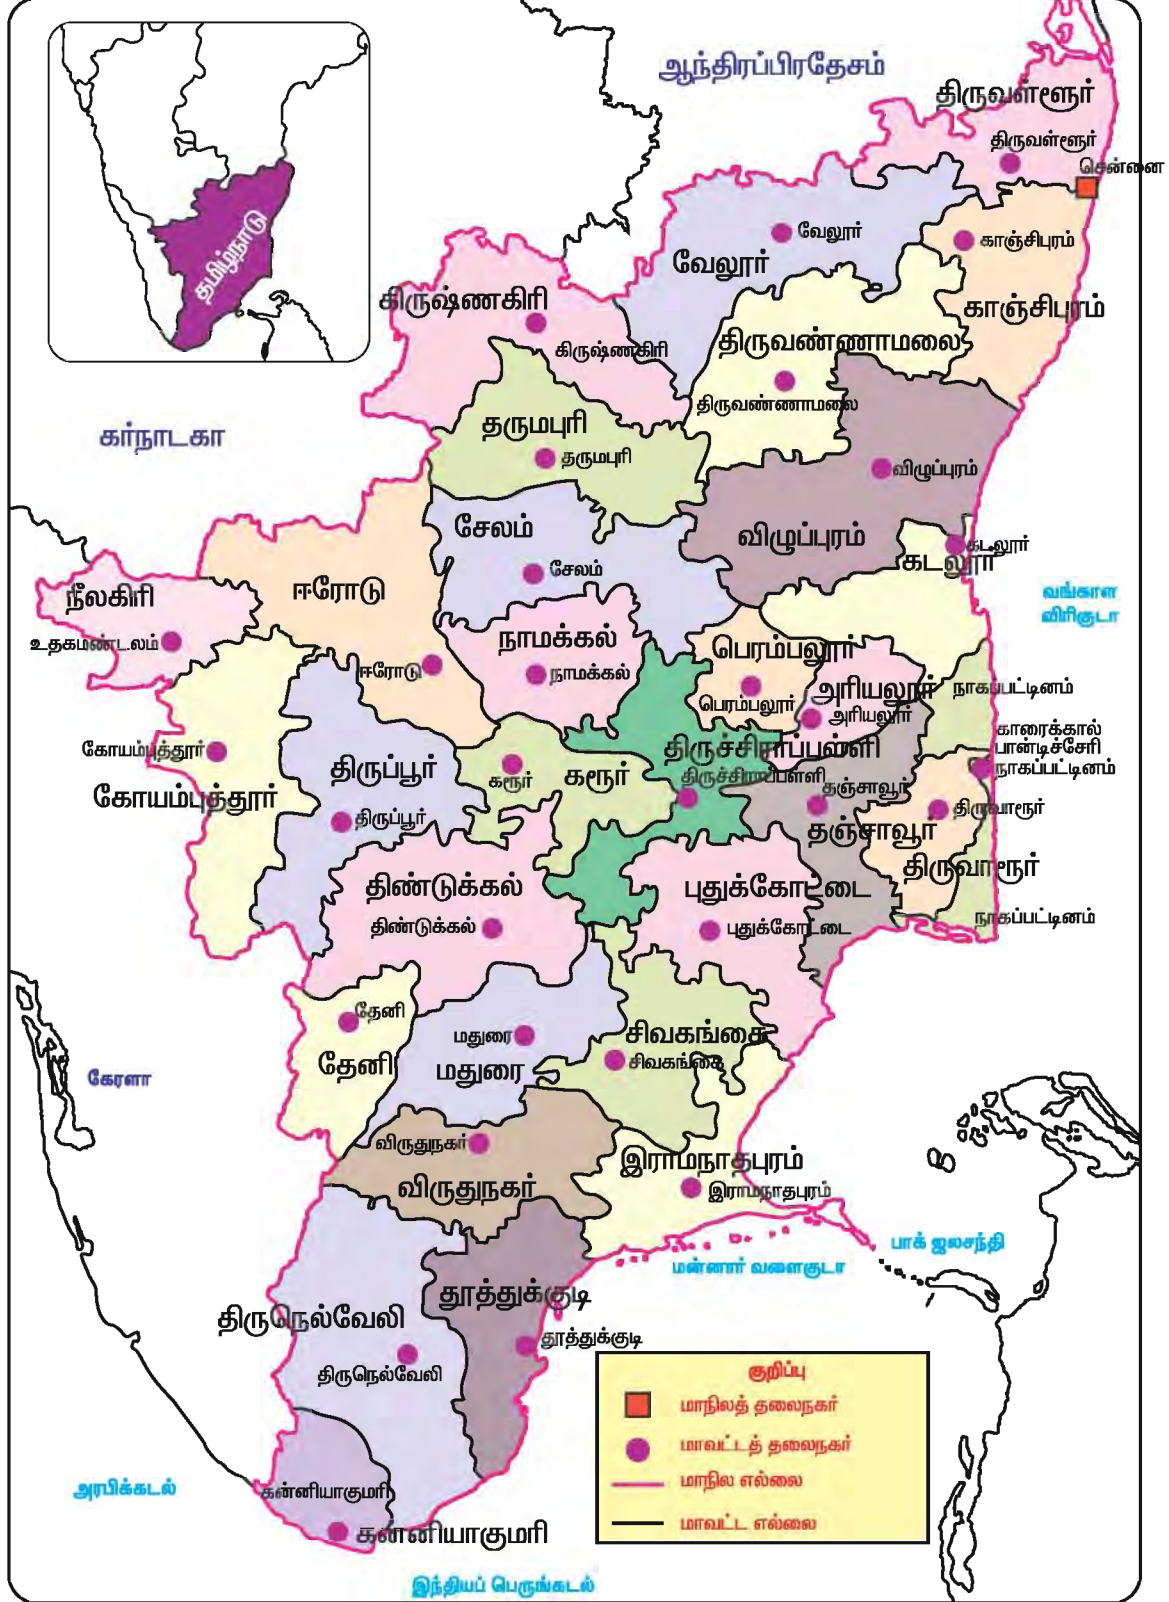 ஆந்திரப்பிரதேசம்
திருவள்ளூர்
திருவள்ளூர்
சென்னை
தமிழ்நாடு
வேலூர்
காஞ்சிபுரம்
வேலூர்
கிருஷ்ணகிரி
காஞ்சிபுரம்
திருவண்ணாமலை
கிருஷ்ணகிரி
திருவண்ணாமலை
கர்நாடகா
தருமபுரி
தருமபுரி
விழுப்புரம்
சேலம்
விழுப்புரம்
கடலூர்
கடலூர்
சேலம்
ஈரோடு
நீலகிரி
வங்காள
விரிகுடா
நாமக்கல்
உதகமண்டலம்
பெரம்பலூர்
ஈரோடு
நாமக்கல்
அரியலூர்
நாகப்பட்டினம்
பெரம்பலூர்
அரியலூர்
காரைக்கால்
பாண்டிச்சேரி
கோயம்புத்தூர்
திருச்சிராப்பள்ளி
திருப்பூர்
கரூர்
கரூர்
திருச்சிராப்பள்ளி
நாகப்பட்டினம்
தஞ்சாவூர்
கோயம்புத்தூர்
திருவாரூர்
திருப்பூர்
தஞ்சாவூர்
திருவாரூர்
திண்டுக்கல்
புதுக்கோட்டை
நாகப்பட்டினம்
திண்டுக்கல்
புதுக்கோட்டை
தேனி
மதுரை
சிவகங்கை
தேனி
மதுரை
சிவகங்கை
கேரளா
விருதுநகர்
இராமநாதபுரம்
விருதுநகர்
இராமநாதபுரம்
பாக் ஜலசந்தி
மன்னார் வளைகுடா
தூத்துக்குடி
திருநெல்வேலி
தூத்துக்குடி
திருநெல்வேலி
குறிப்பு
மாநிலத் தலைநகர்
மாவட்டத் தலைநகர்
மாநில எல்லை
மாவட்ட எல்லை
அரபிக்கடல்
கன்னியாகுமரி
கன்னியாகுமரி
இந்தியப் பெருங்கடல்